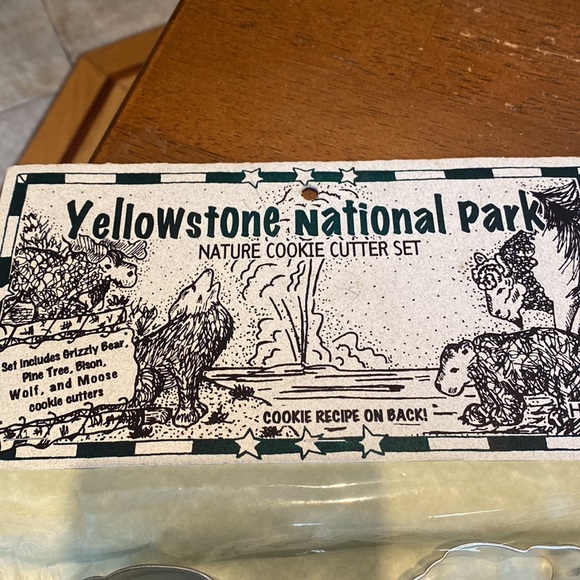 Yellowstone National Park
NATURE COOKIE CUTTER SET
Set includes Grizzly Bear,
Pine Tree, Bison,
Wolf, and Moose
cookie cutters
COOKIE RECIPE ON BACK!